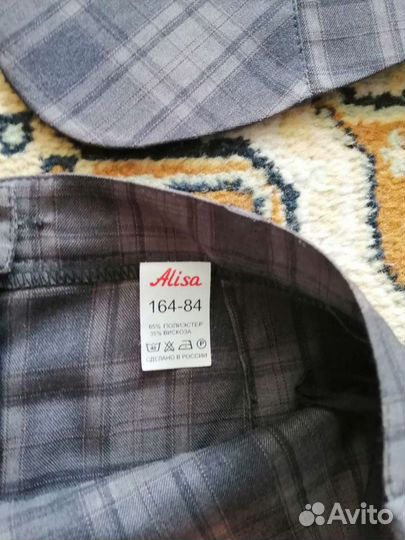 Alisa
164-84
65% ПОЛИЭСТЕР
35% ВИСКОЗА
СДЕЛАНО В РОССИИ
Avito